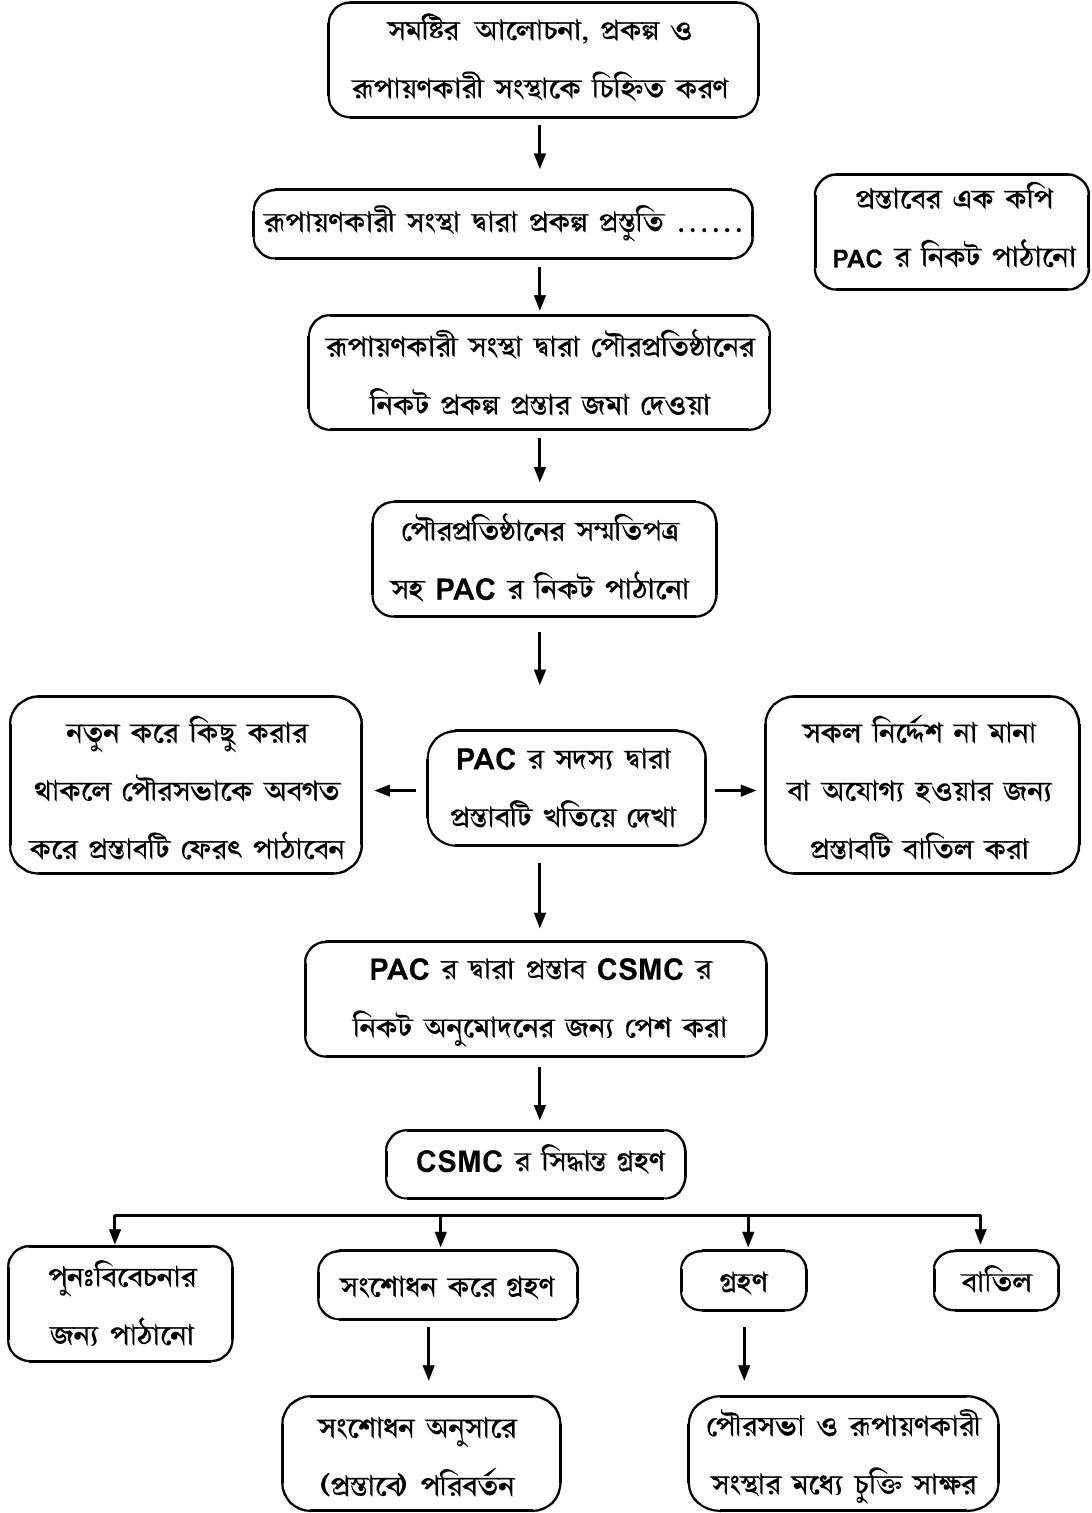 সমষ্টির আলোচনা, প্রকল্প ও
রূপায়ণকারী সংস্থাকে চিহ্নিত করণ
রূপায়ণকারী সংস্থা দ্বারা প্রকল্প প্রস্তুতি ......
প্রস্তাবের এক কপি
PAC র নিকট পাঠানো
রূপায়ণকারী সংস্থা দ্বারা পৌরপ্রতিষ্ঠানের
নিকট প্রকল্প প্রস্তার জমা দেওয়া
পৌরপ্রতিষ্ঠানের সম্মতিপত্র
সহ PAC র নিকট পাঠানো
নতুন করে কিছু করার
থাকলে পৌরসভাকে অবগত
করে প্রস্তাবটি ফেরৎ পাঠাবেন
PAC র সদস্য দ্বারা
প্রস্তাবটি খতিয়ে দেখা
সকল নির্দ্দেশ না মানা
বা অযোগ্য হওয়ার জন্য
প্রস্তাবটি বাতিল করা
PAC র দ্বারা প্রস্তাব CSMC র
নিকট অনুমোদনের জন্য পেশ করা
CSMC র সিদ্ধান্ত গ্রহণ
পুনঃবিবেচনার
জন্য পাঠানো
সংশোধন করে গ্রহণ
গ্রহণ
বাতিল
সংশোধন অনুসারে
(প্রস্তাবে) পরিবর্তন
পৌরসভা ও রূপায়ণকারী
সংস্থার মধ্যে চুক্তি সাক্ষর